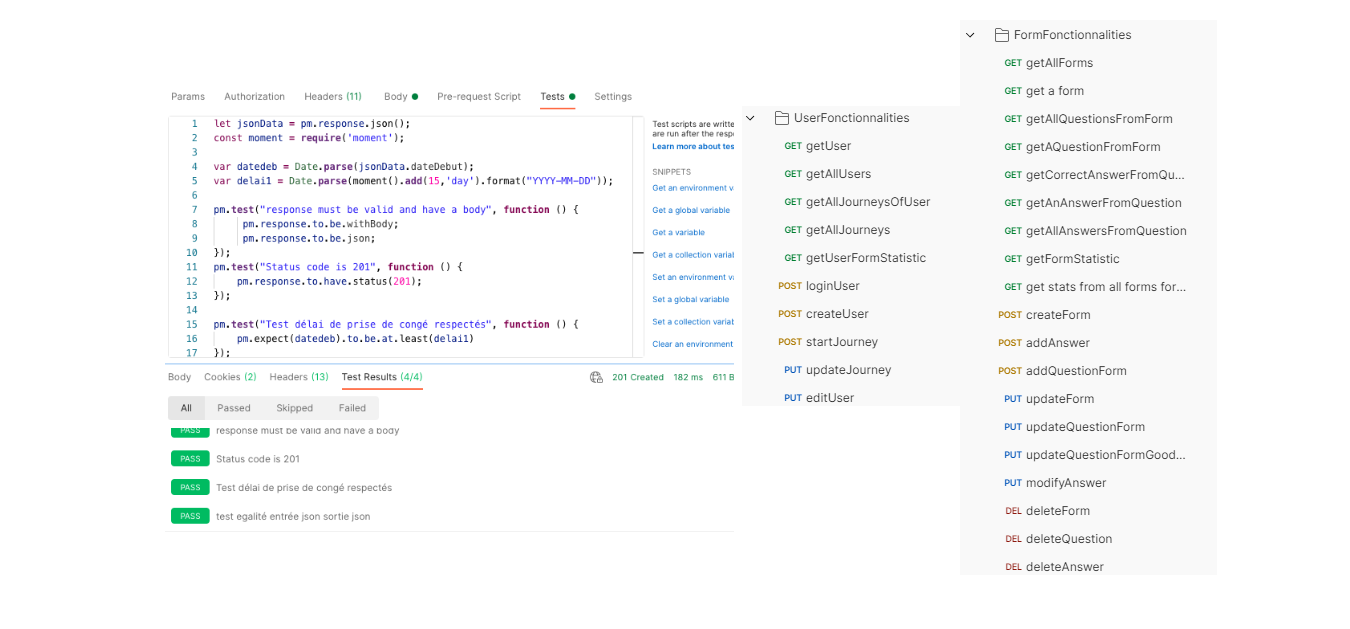 Params Authorization Headers (11) Body Pre-request Script Tests Settings
1 let jsonData = pm.response.json();
2 const moment = require('moment');
3
4 var datedeb = Date.parse(jsonData.dateDebut);
5 var delai1 = Date.parse(moment().add(15,'day').format("YYYY-MM-DD"));
6
7 pm.test("response must be valid and have a body", function () {
8 pm.response.to.be.withBody;
9 pm.response.to.be.json;
10 });
11 pm.test("Status code is 201", function () {
12 pm.response.to.have.status(201);
13 });
14
15 pm.test("Test délai de prise de congé respectés", function () {
16 pm.expect(datedeb).to.be.at.least(delai1)
17 });
Test scripts are writte
are run after the respo
Learn more about tes
SNIPPETS
Get an environment v
Get a global variable
Get a variable
Get a collection variab
Set an environment va
Set a global variable
Set a collection variab
Clear an environment
Body Cookies (2) Headers (13) Test Results (4/4) 201 Created 182 ms 611 B
All Passed Skipped Failed
PASS response must be valid and have a body
PASS Status code is 201
PASS Test délai de prise de congé respectés
PASS test egalité entrée json sortie json
UserFonctionnalities
GET getUser
GET getAllUsers
GET getAllJourneysOfUser
GET getAllJourneys
GET getUserFormStatistic
POST loginUser
POST createUser
POST startJourney
PUT updateJourney
PUT editUser
FormFonctionnalities
GET getAllForms
GET get a form
GET getAllQuestionsFromForm
GET getAQuestionFromForm
GET getCorrectAnswerFromQu...
GET getAnAnswerFromQuestion
GET getAllAnswersFromQuestion
GET getFormStatistic
GET get stats from all forms for...
POST createForm
POST addAnswer
POST addQuestionForm
PUT updateForm
PUT updateQuestionForm
PUT updateQuestionFormGood...
PUT modifyAnswer
DEL deleteForm
DEL deleteQuestion
DEL deleteAnswer